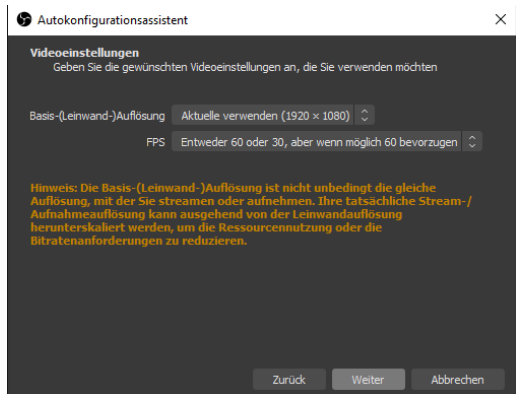 Autokonfigurationsassistent
Videoeinstellungen
Geben Sie die gewünschten Videoeinstellungen an, die Sie verwenden möchten
Basis-(Leinwand-)Auflösung Aktuelle verwenden (1920 × 1080)
FPS Entweder 60 oder 30, aber wenn möglich 60 bevorzugen
Hinweis: Die Basis-(Leinwand-)Auflösung ist nicht unbedingt die gleiche
Auflösung, mit der Sie streamen oder aufnehmen. Ihre tatsächliche Stream-/
Aufnahmeauflösung kann ausgehend von der Leinwandauflösung
herunterskaliert werden, um die Ressourcennutzung oder die
Bitratenanforderungen zu reduzieren.
Zurück Weiter Abbrechen